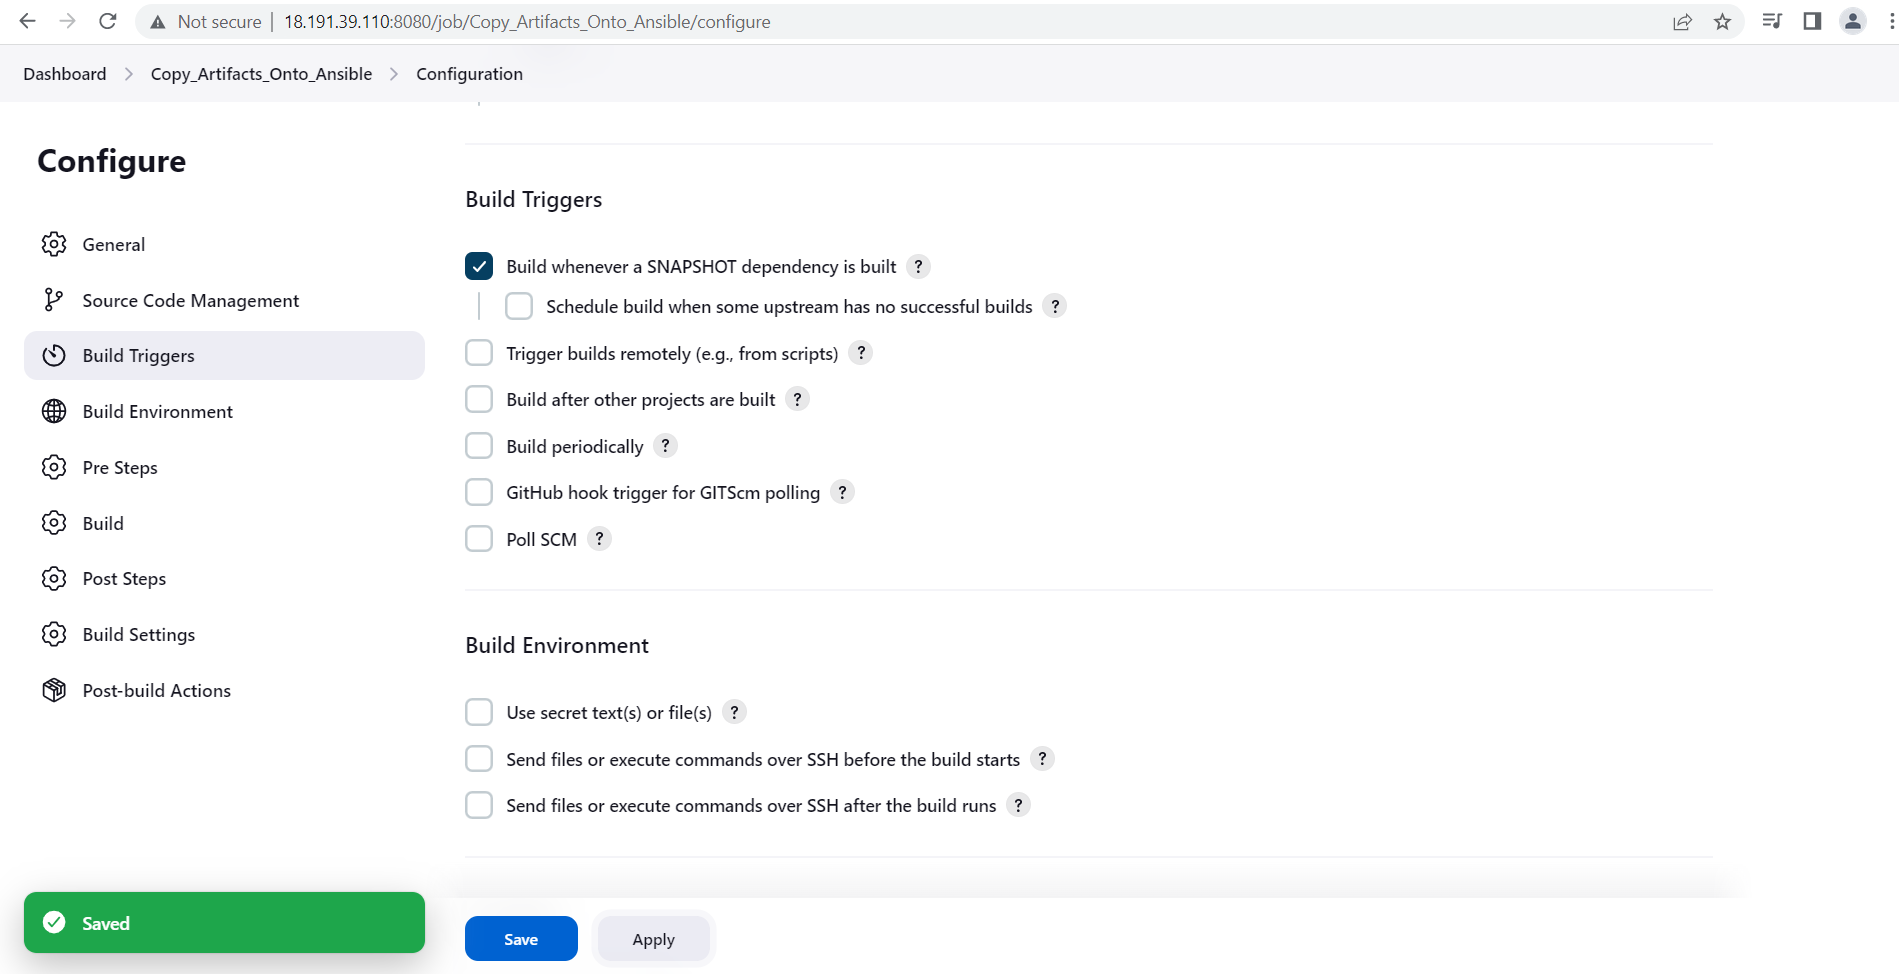 Not secure | 18.191.39.110:8080/job/Copy_Artifacts_Onto_Ansible/configure
Dashboard > Copy_Artifacts_Onto_Ansible > Configuration
Configure
General
Source Code Management
Build Triggers
Build Environment
Pre Steps
Build
Post Steps
Build Settings
Post-build Actions
Saved
Build Triggers
Build whenever a SNAPSHOT dependency is built ?
Schedule build when some upstream has no successful builds ?
Trigger builds remotely (e.g., from scripts) ?
Build after other projects are built ?
Build periodically ?
GitHub hook trigger for GITScm polling ?
Poll SCM ?
Build Environment
Use secret text(s) or file(s) ?
Send files or execute commands over SSH before the build starts ?
Send files or execute commands over SSH after the build runs ?
Save Apply